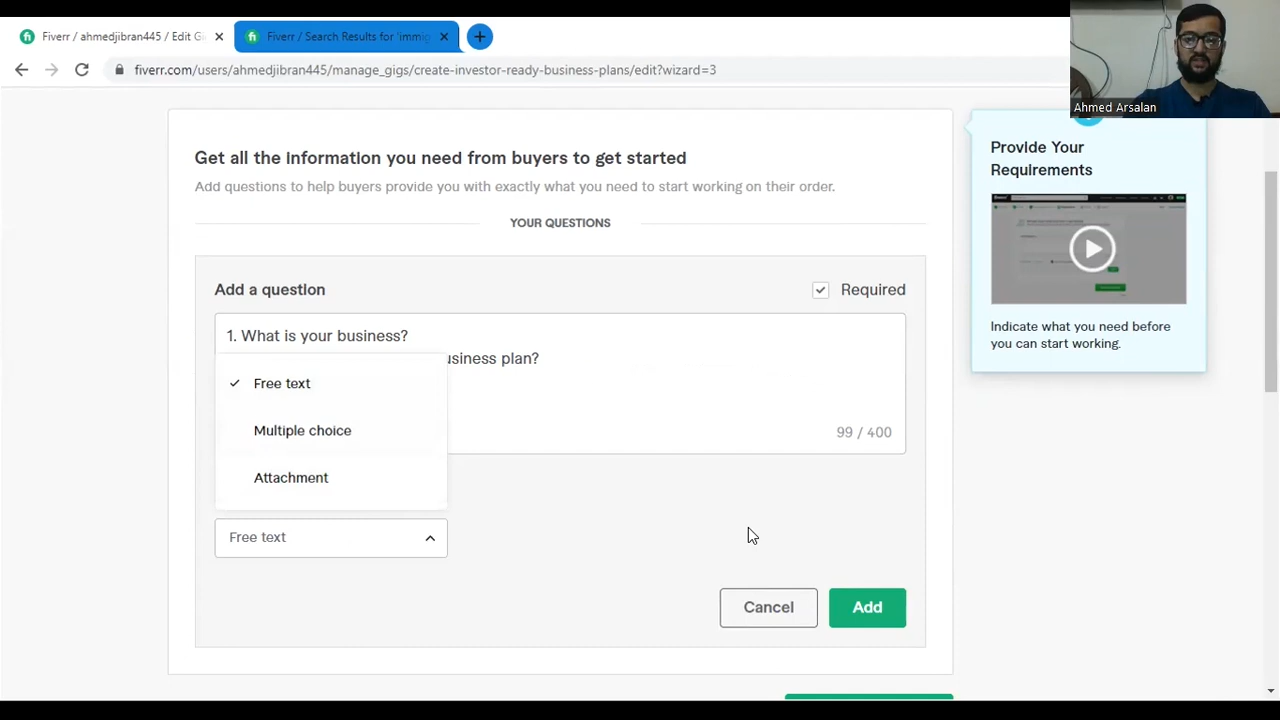 Fiverr / ahmedjibran445 / Edit G
Fiverr / Search Results for 'immig
fiverr.com/users/ahmedjibran445/manage_gigs/create-investor-ready-business-plans/edit?wizard=3
Ahmed Arsalan
Get all the information you need from buyers to get started
Add questions to help buyers provide you with exactly what you need to start working on their order.
YOUR QUESTIONS
Add a question
Required
1. What is your business?
usiness plan?
99 / 400
Free text
Multiple choice
Attachment
Free text
Cancel
Add
Provide Your
Requirements
Indicate what you need before
you can start working.